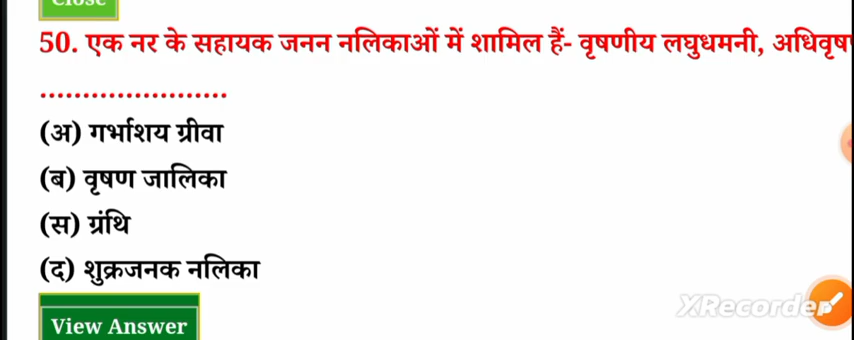 Close
50. एक नर के सहायक जनन नलिकाओं में शामिल हैं- वृषणीय लघुधमनी, अधिवृष
......................
(अ) गर्भाशय ग्रीवा
(ब) वृषण जालिका
(स) ग्रंथि
(द) शुक्रजनक नलिका
View Answer
XRecorder